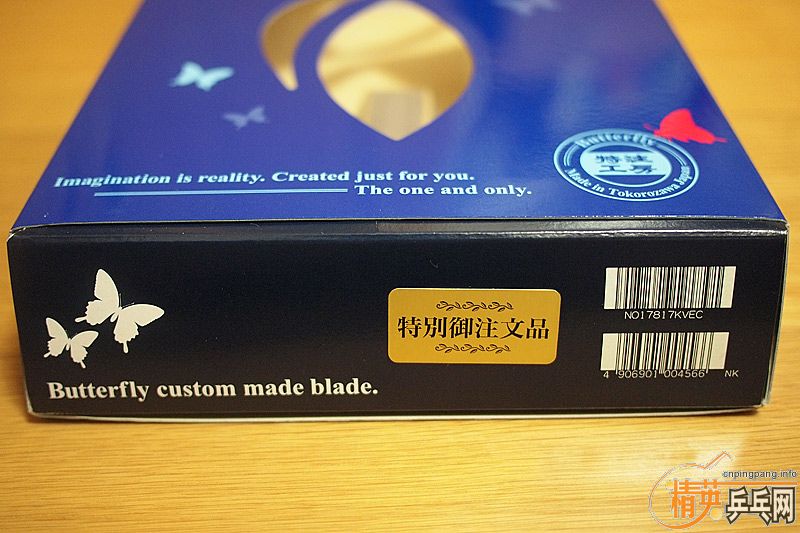 Imagination is reality. Created just for you.
The one and only.
Butterfly
特注
工房
Made in Tokorozawa Japan
特別御注文品
Butterfly custom made blade.
NO17817KVEC
4 906901 004566 NK
cnpingpang.info
精英乒乓网